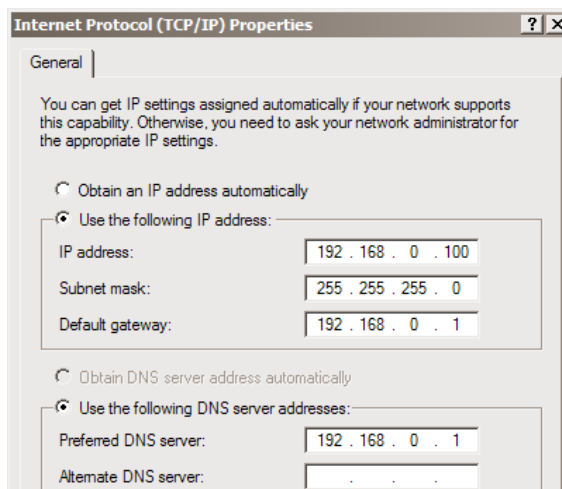 Internet Protocol (TCP/IP) Properties ? X
General
You can get IP settings assigned automatically if your network supports
this capability. Otherwise, you need to ask your network administrator for
the appropriate IP settings.
Obtain an IP address automatically
Use the following IP address:
IP address: 192 . 168 . 0 . 100
Subnet mask: 255 . 255 . 255 . 0
Default gateway: 192 . 168 . 0 . 1
Obtain DNS server address automatically
Use the following DNS server addresses:
Preferred DNS server: 192 . 168 . 0 . 1
Alternate DNS server: . . .